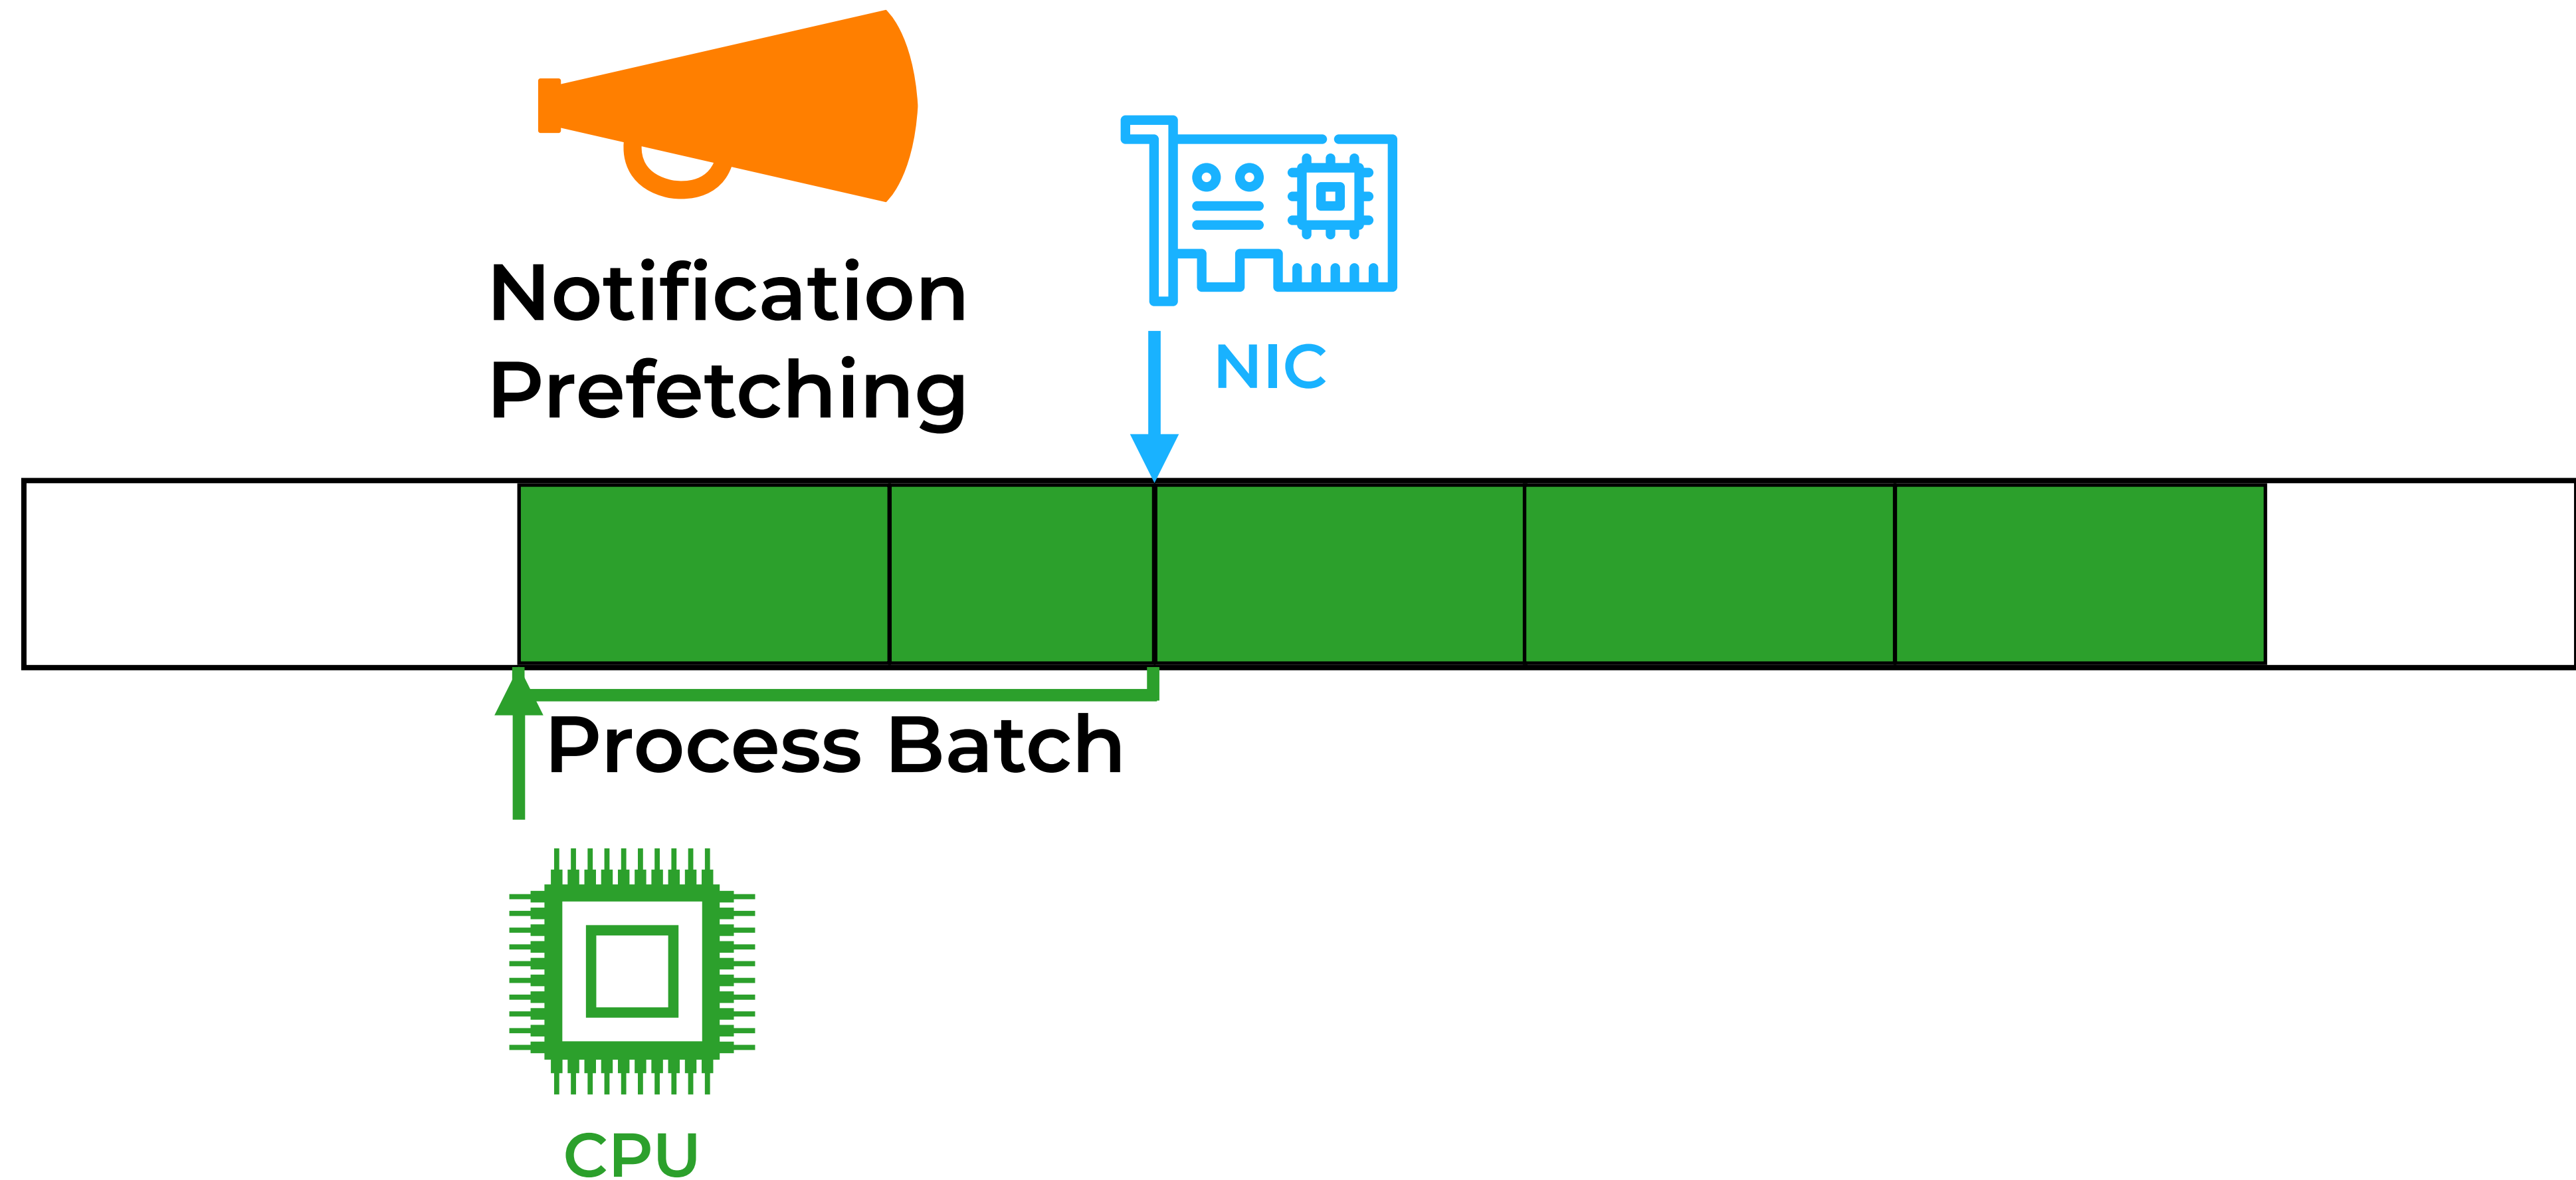 Notification
Prefetching
NIC
Process Batch
CPU